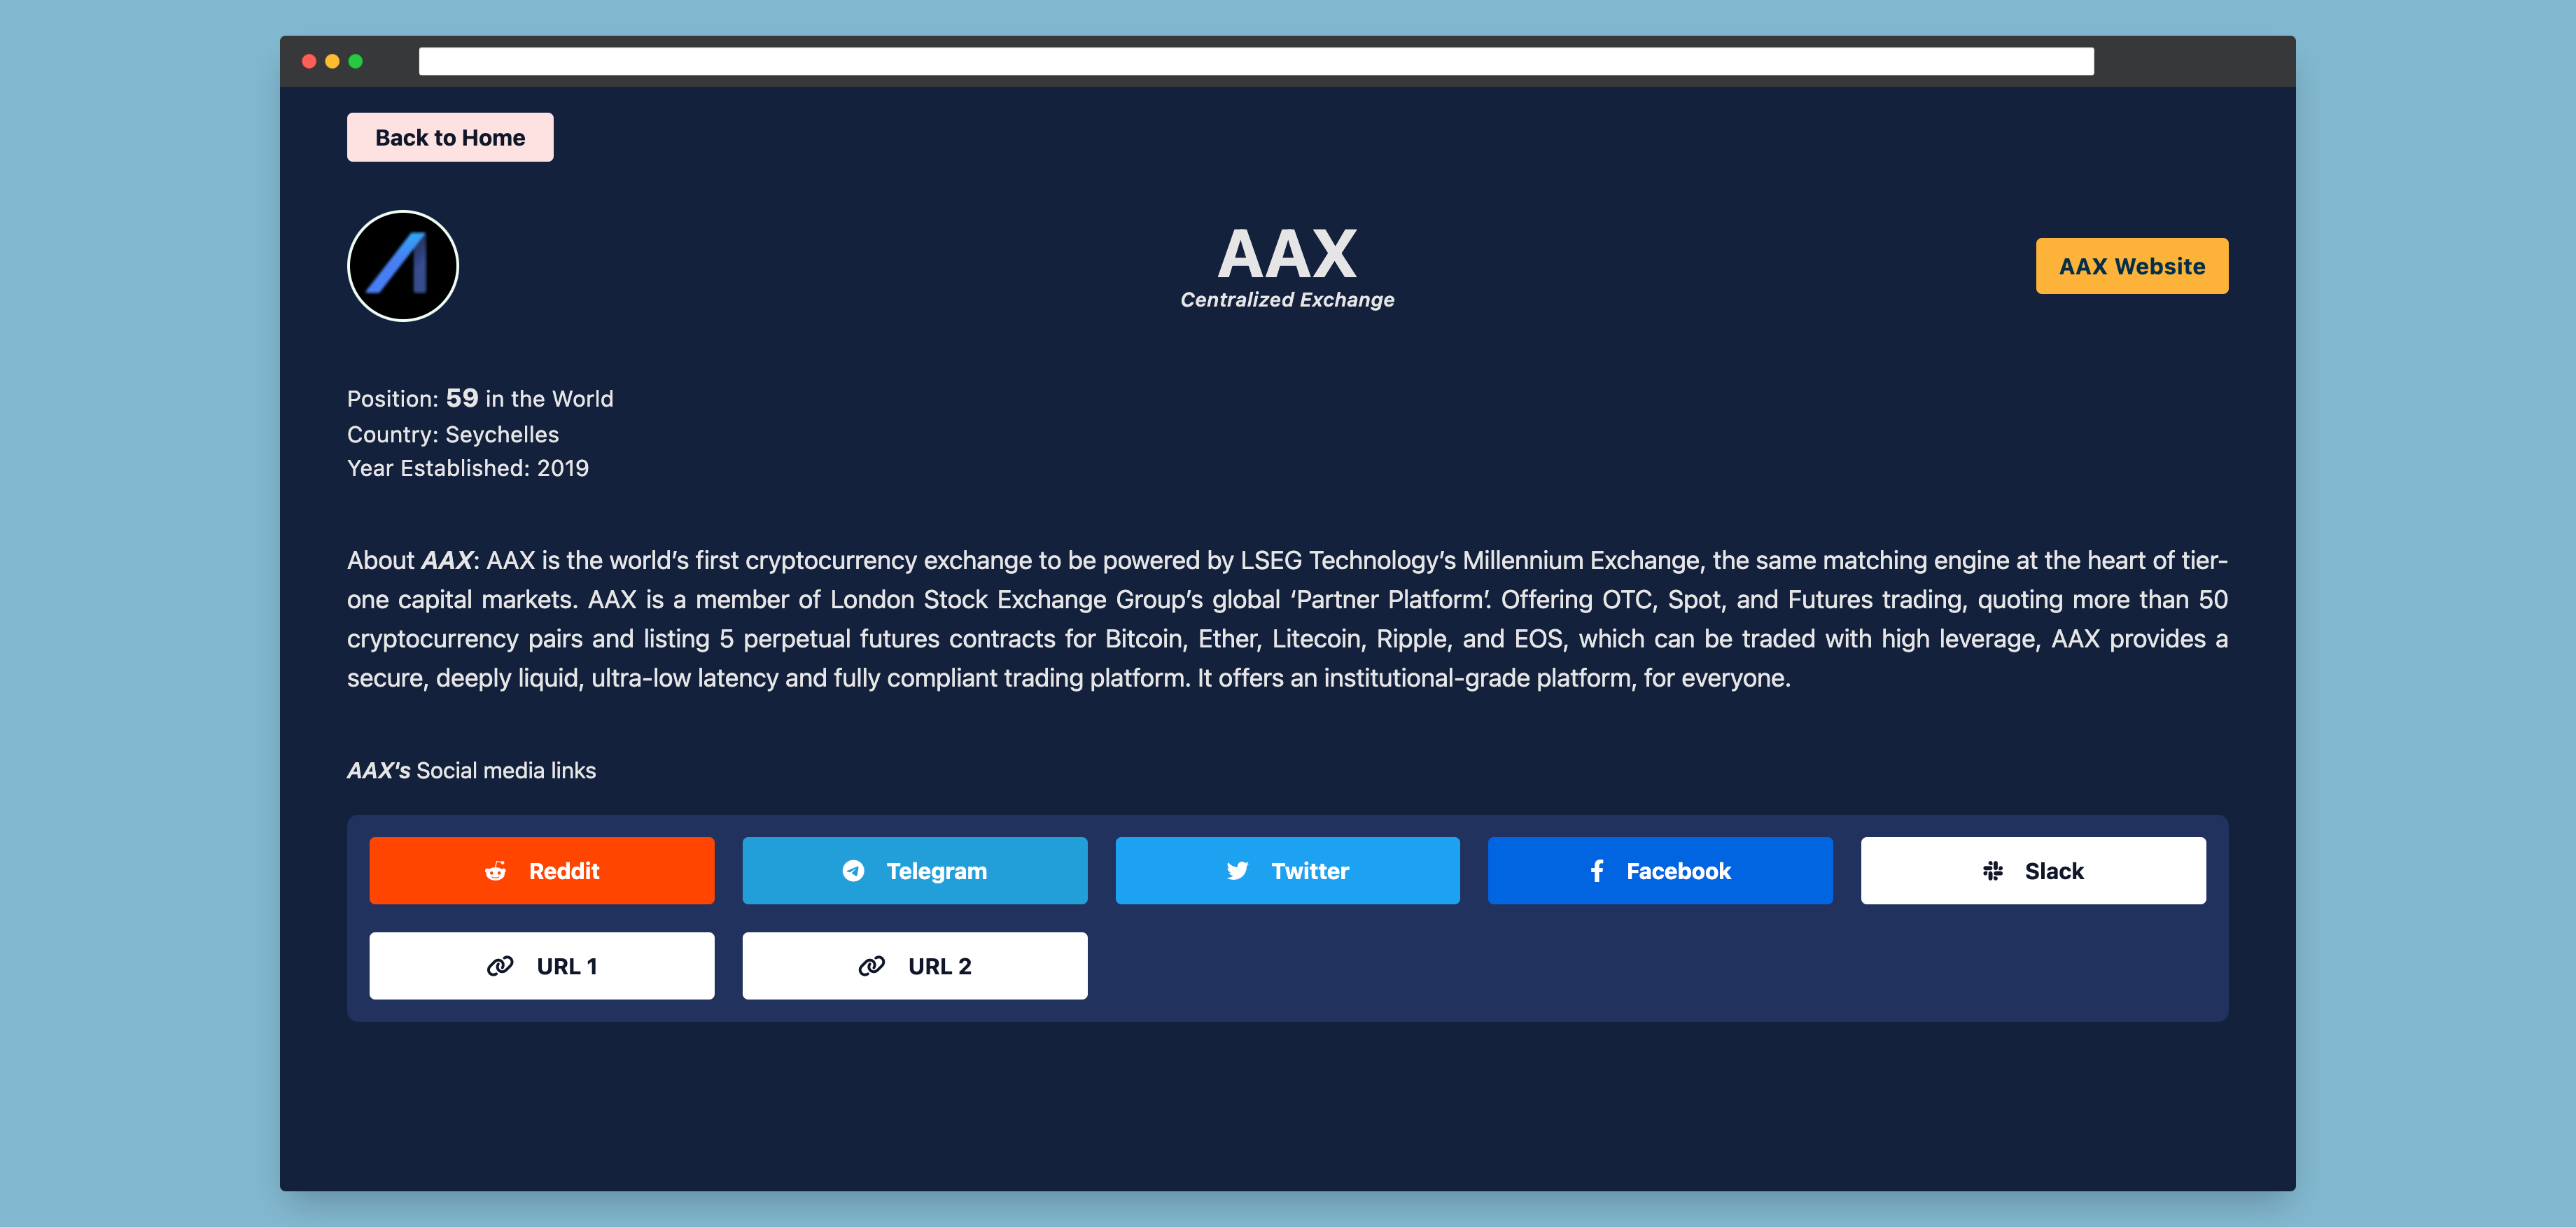 Back to Home
AAX
Centralized Exchange
AAX Website
Position: 59 in the World
Country: Seychelles
Year Established: 2019
About AAX: AAX is the world’s first cryptocurrency exchange to be powered by LSEG Technology’s Millennium Exchange, the same matching engine at the heart of tier-
one capital markets. AAX is a member of London Stock Exchange Group’s global ‘Partner Platform’. Offering OTC, Spot, and Futures trading, quoting more than 50
cryptocurrency pairs and listing 5 perpetual futures contracts for Bitcoin, Ether, Litecoin, Ripple, and EOS, which can be traded with high leverage, AAX provides a
secure, deeply liquid, ultra-low latency and fully compliant trading platform. It offers an institutional-grade platform, for everyone.
AAX's Social media links
Reddit
Telegram
Twitter
Facebook
Slack
URL 1
URL 2